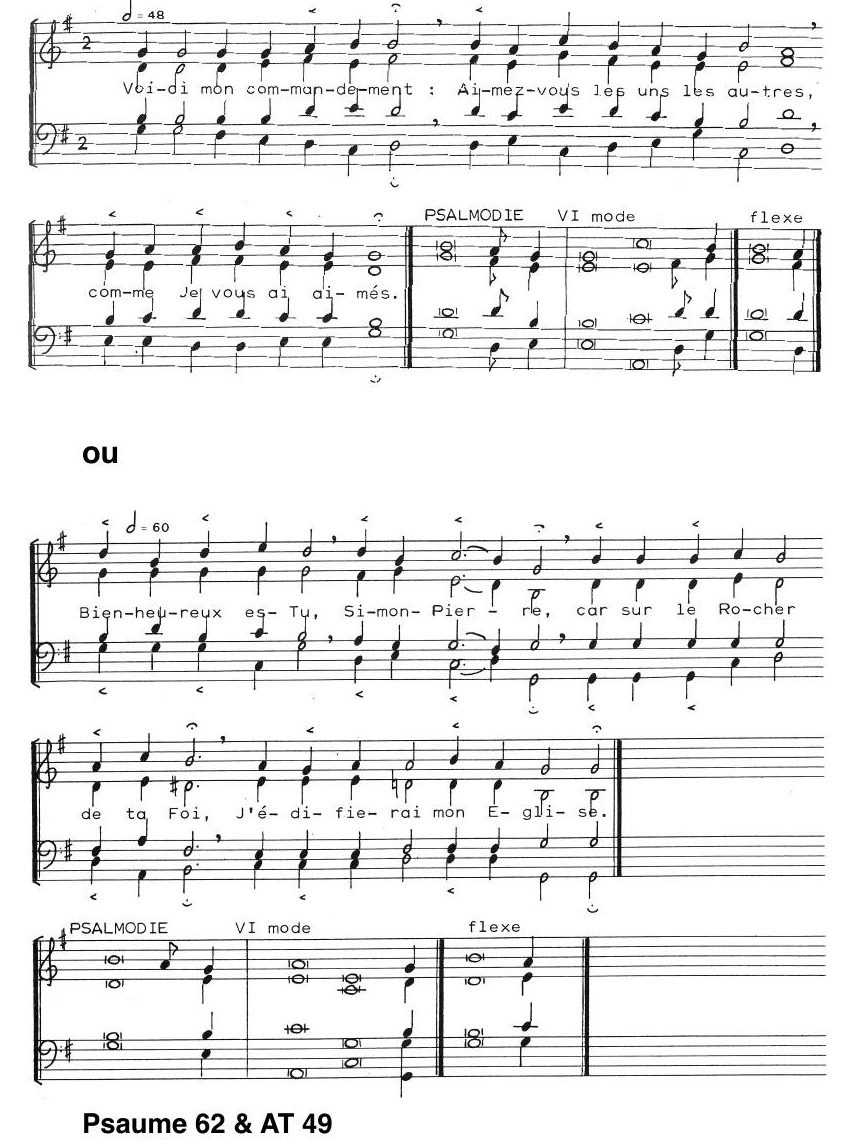 𝅗𝅥 = 48
2
Voi-di mon com-man-de-ment : Ai-mez-vous les uns les au-tres,
2
PSALMODIE VI mode flexe
com-me Je vous ai ai-més.
ou
𝅗𝅥 = 60
Bien-heu-reux es- Tu, Si-mon- Pier - re, car sur le Ro-cher
de ta Foi, J'é- di- fie- rai mon E- gli- se.
PSALMODIE VI mode flexe
Psaume 62 & AT 49